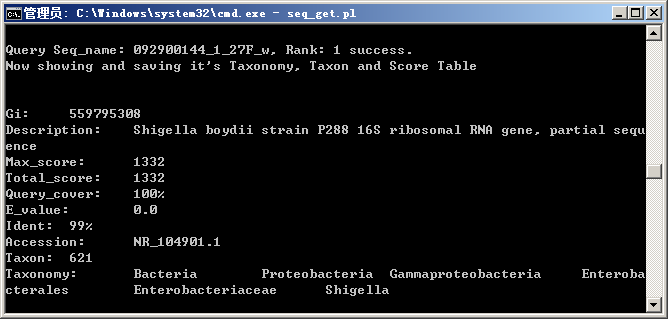 管理员: C:\Windows\system32\cmd.exe - seq_get.pl
Query Seq_name: 092900144_1_27F_w, Rank: 1 success.
Now showing and saving it's Taxonomy, Taxon and Score Table
Gi: 559795308
Description: Shigella boydii strain P288 16S ribosomal RNA gene, partial sequ
ence
Max_score: 1332
Total_score: 1332
Query_cover: 100%
E_value: 0.0
Ident: 99%
Accession: NR_104901.1
Taxon: 621
Taxonomy: Bacteria Proteobacteria Gammaproteobacteria Enteroba
cterales Enterobacteriaceae Shigella